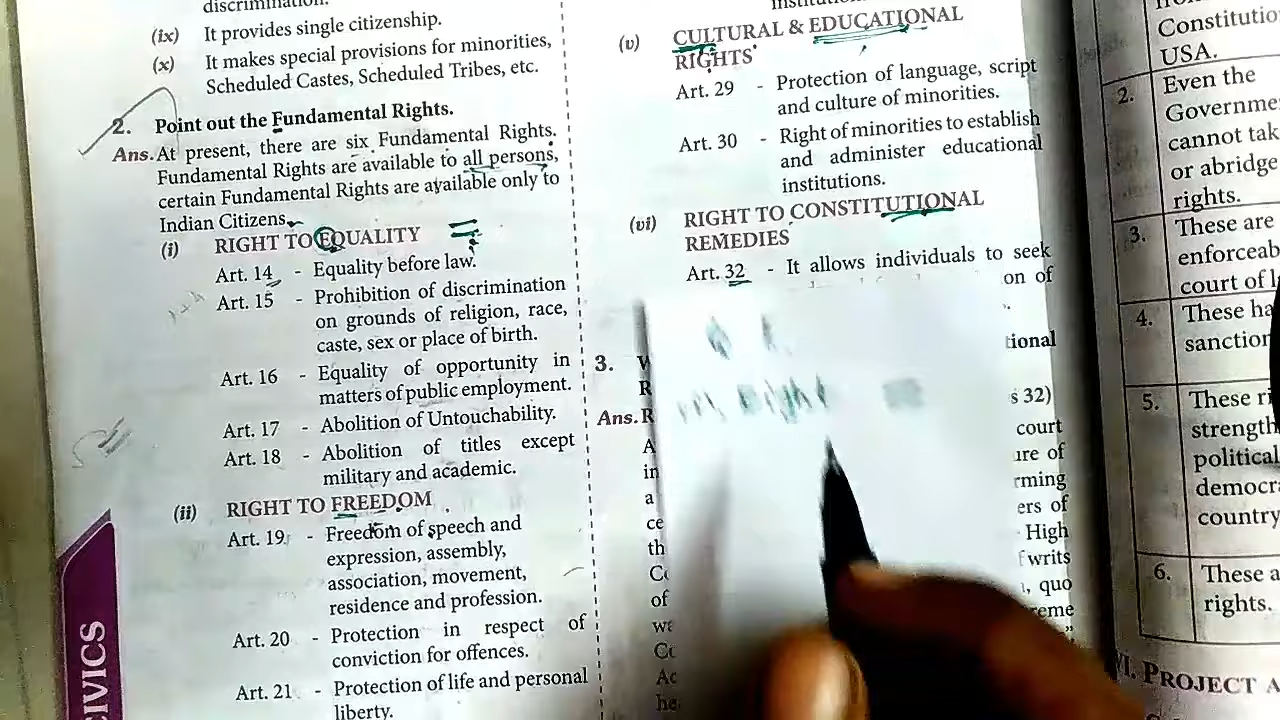 discrimination.
(ix) It provides single citizenship.
(x) It makes special provisions for minorities,
Scheduled Castes, Scheduled Tribes, etc.
2. Point out the Fundamental Rights.
Ans. At present, there are six Fundamental Rights.
Fundamental Rights are available to all persons,
certain Fundamental Rights are available only to
Indian Citizens.
(i) RIGHT TO EQUALITY
Art. 14 - Equality before law.
Art. 15 - Prohibition of discrimination
on grounds of religion, race,
caste, sex or place of birth.
Art. 16 - Equality of opportunity in
matters of public employment.
Art. 17 - Abolition of Untouchability.
Art. 18 - Abolition of titles except
military and academic.
(ii) RIGHT TO FREEDOM
Art. 19 - Freedom of speech and
expression, assembly,
association, movement,
residence and profession.
Art. 20 - Protection in respect of
conviction for offences.
Art. 21 - Protection of life and personal
liberty.
CIVICS
(v) CULTURAL & EDUCATIONAL
RIGHTS
Art. 29 - Protection of language, script
and culture of minorities.
Art. 30 - Right of minorities to establish
and administer educational
institutions.
(vi) RIGHT TO CONSTITUTIONAL
REMEDIES
Art. 32 - It allows individuals to seek
on of
3.
Ans.
s 32)
court
of
High
writs
quo
USA.
2. Even the
or abridge
rights.
3. These are
court of
4. These
5. These
strength
political
country
6. These
rights.
VI. PROJECT